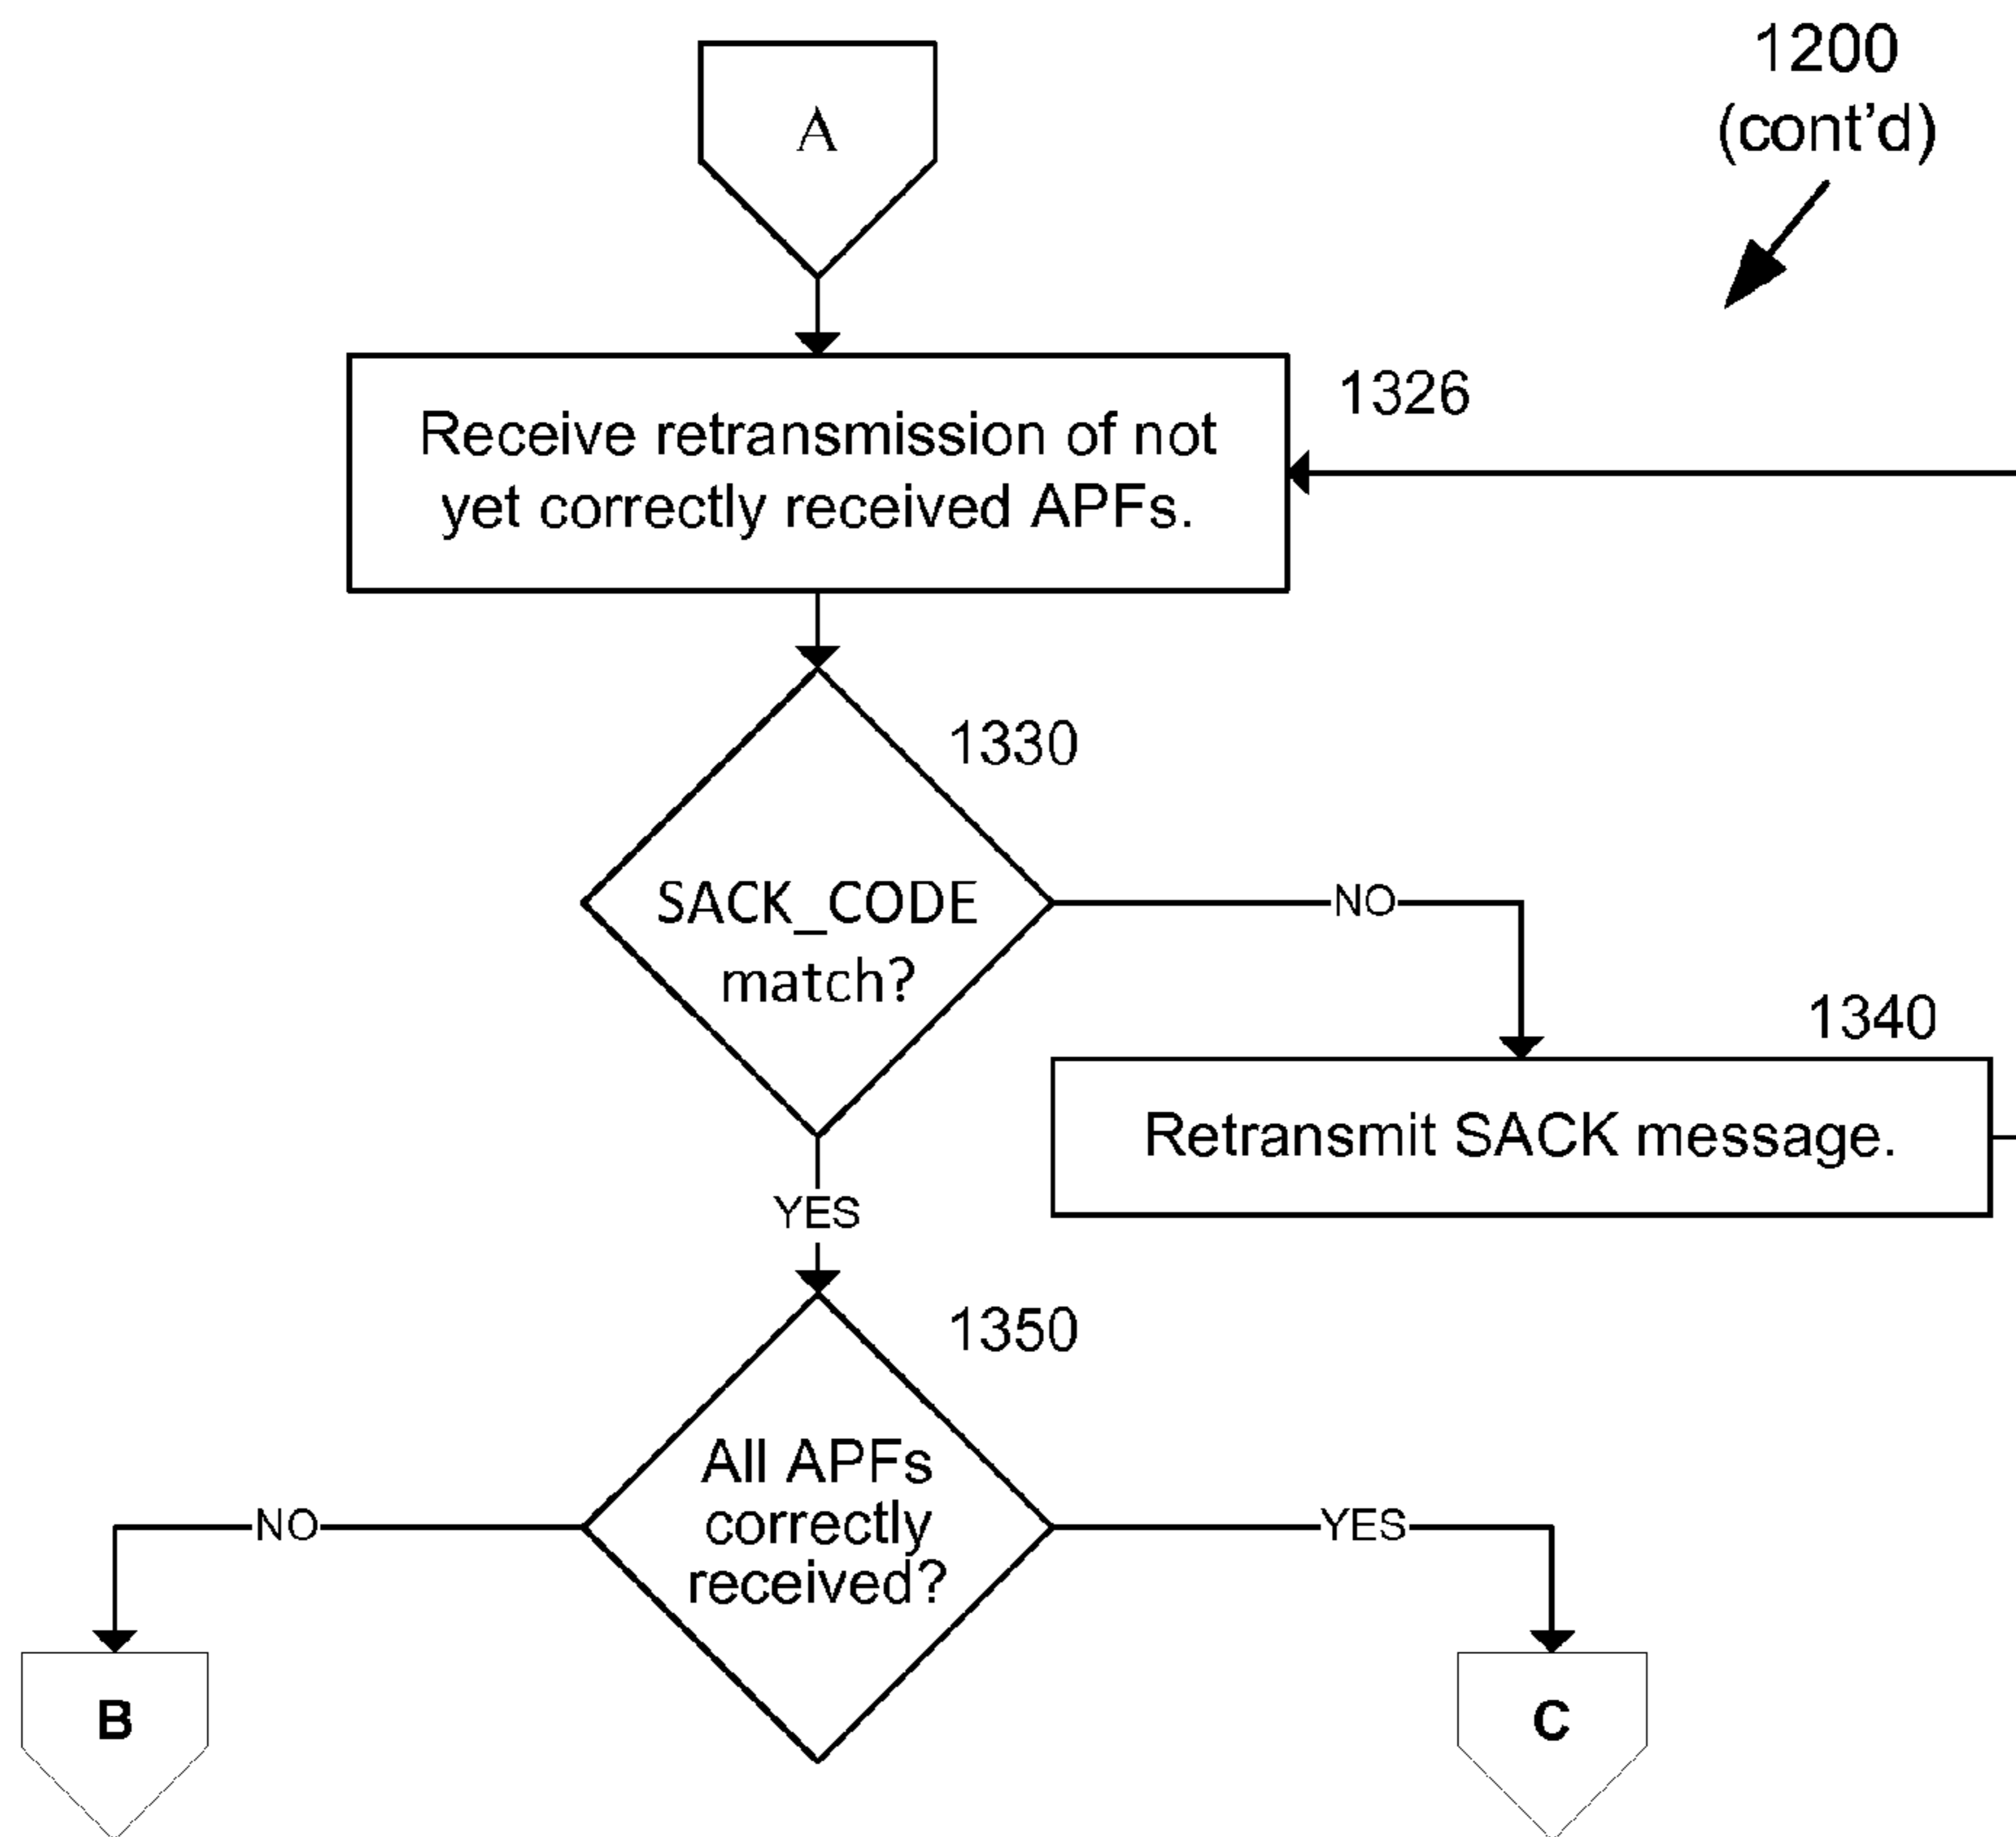 A
1200
(cont’d)
1326
Receive retransmission of not
yet correctly received APFs.
1330
SACK_CODE
match?
NO
1340
Retransmit SACK message.
YES
1350
All APFs
correctly
received?
NO
YES
B
C